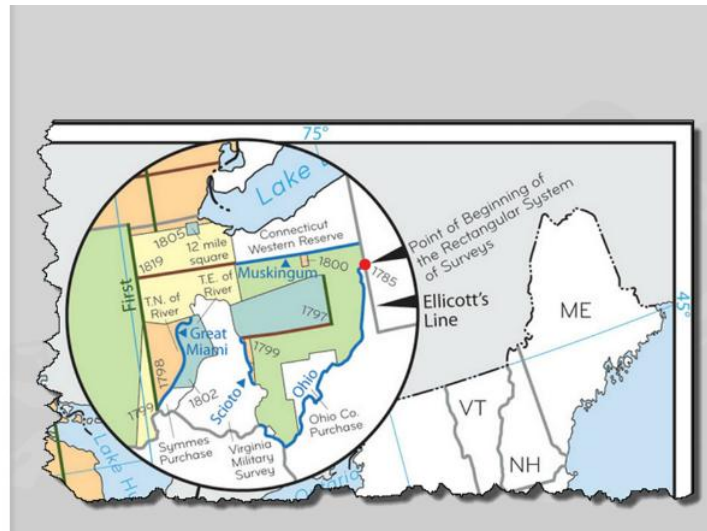 75°
Lake
Point of Beginning of
the Rectangular System
of Surveys
1785
Connecticut
Western Reserve
1805
12 mile
square
1819
1800
Muskingum
First
T.N. of
River
T.E. of
River
1797
Ellicott's
Line
ME
45°
Great
Miami
1798
1799
1799
1802
Scioto
Ohio
Ohio Co.
Purchase
Symmes
Purchase
Virginia
Military
Survey
VT
NH
Lake Hu
Ontario